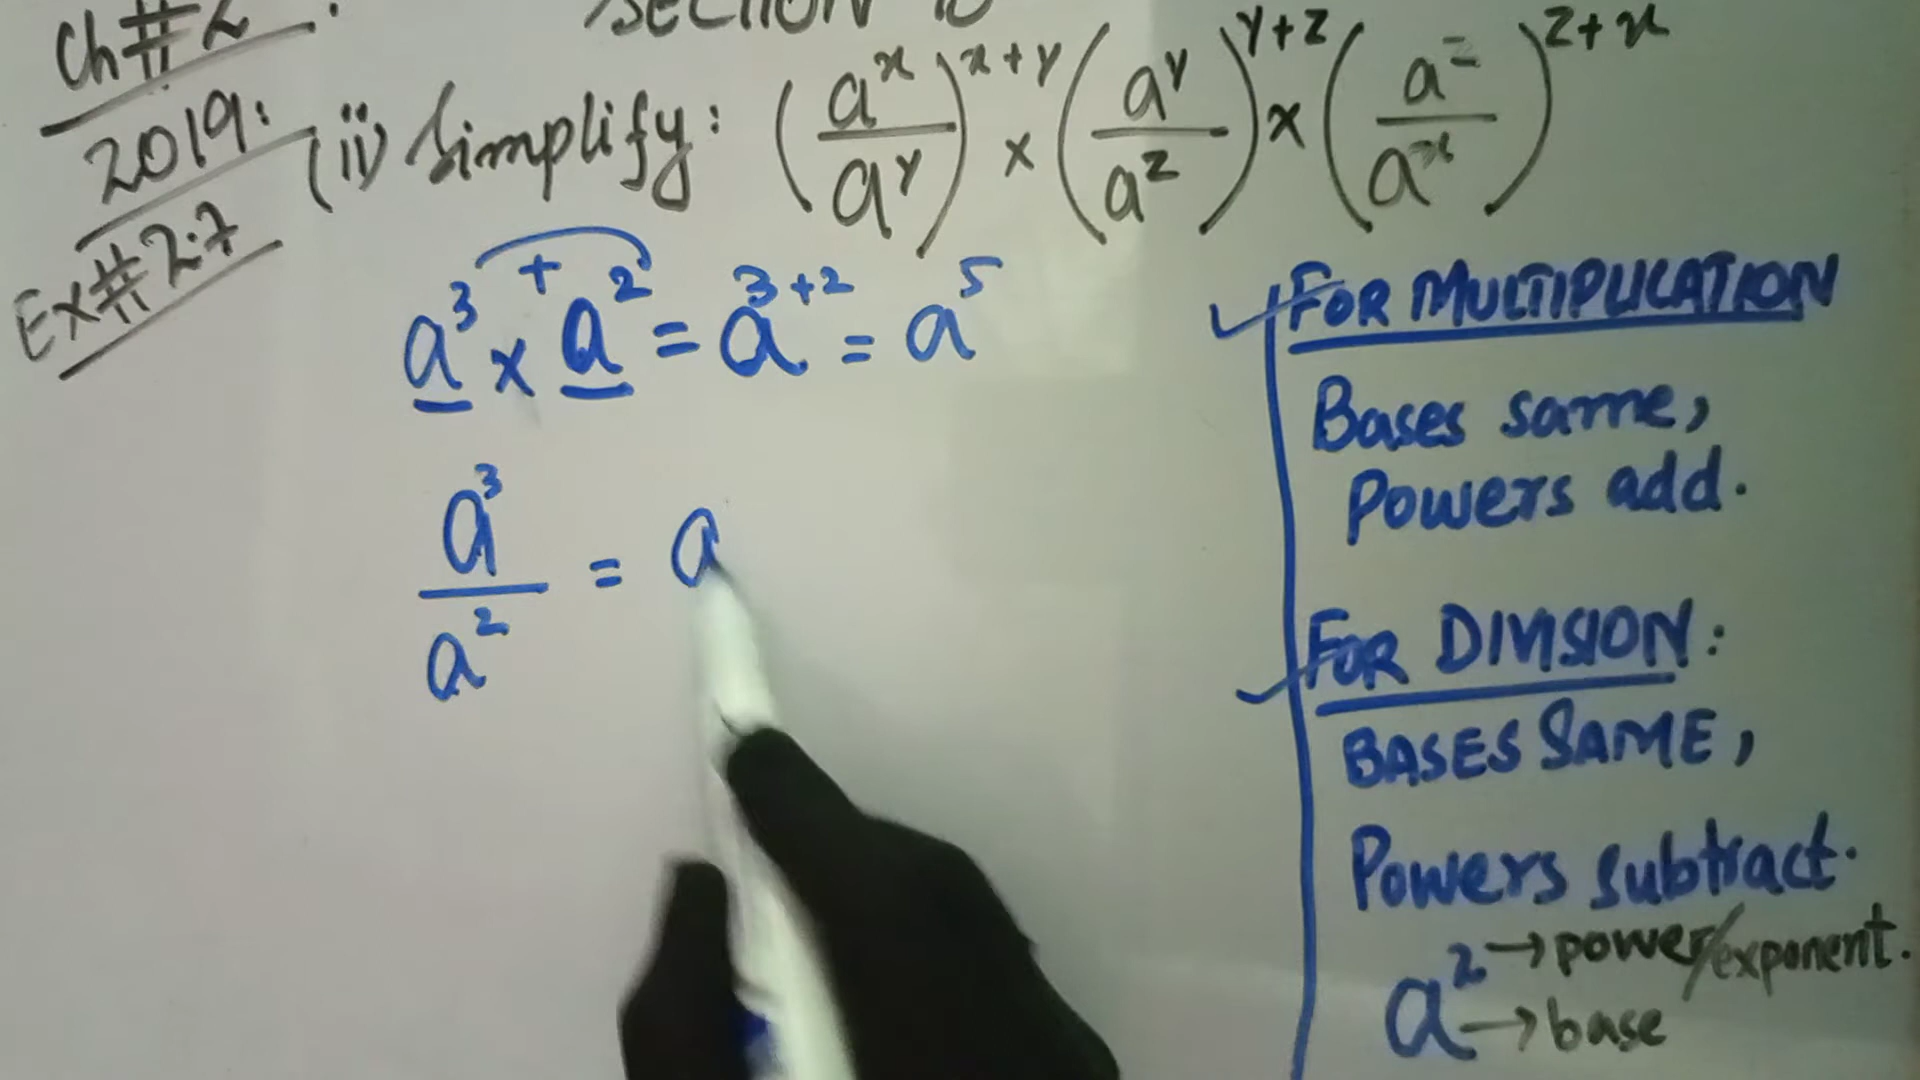 Ch#2.
SECTION
2019:
(ii) Simplify: (a^x/a^y)^{x+y} × (a^y/a^z)^{y+z} × (a^z/a^x)^{z+x}
Ex#2.7
a^3 × a^2 = a^{3+2} = a^5
+
a^3/a^2 = a
FOR MULTIPLICATION
Bases same,
Powers add.
FOR DIVISION:
BASES SAME,
Powers subtract.
a^2 → power/exponent.
→ base